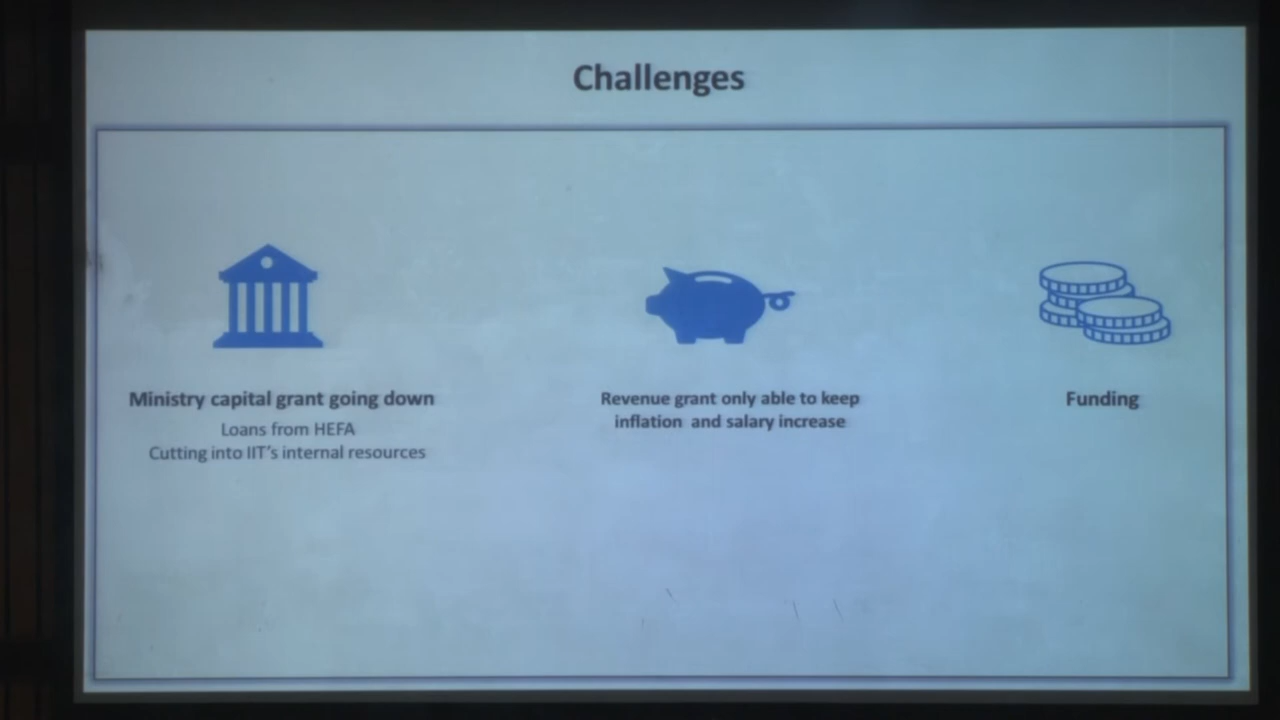 Challenges
Ministry capital grant going down
Loans from HEFA
Cutting into IIT's internal resources
Revenue grant only able to keep
inflation and salary increase
Funding